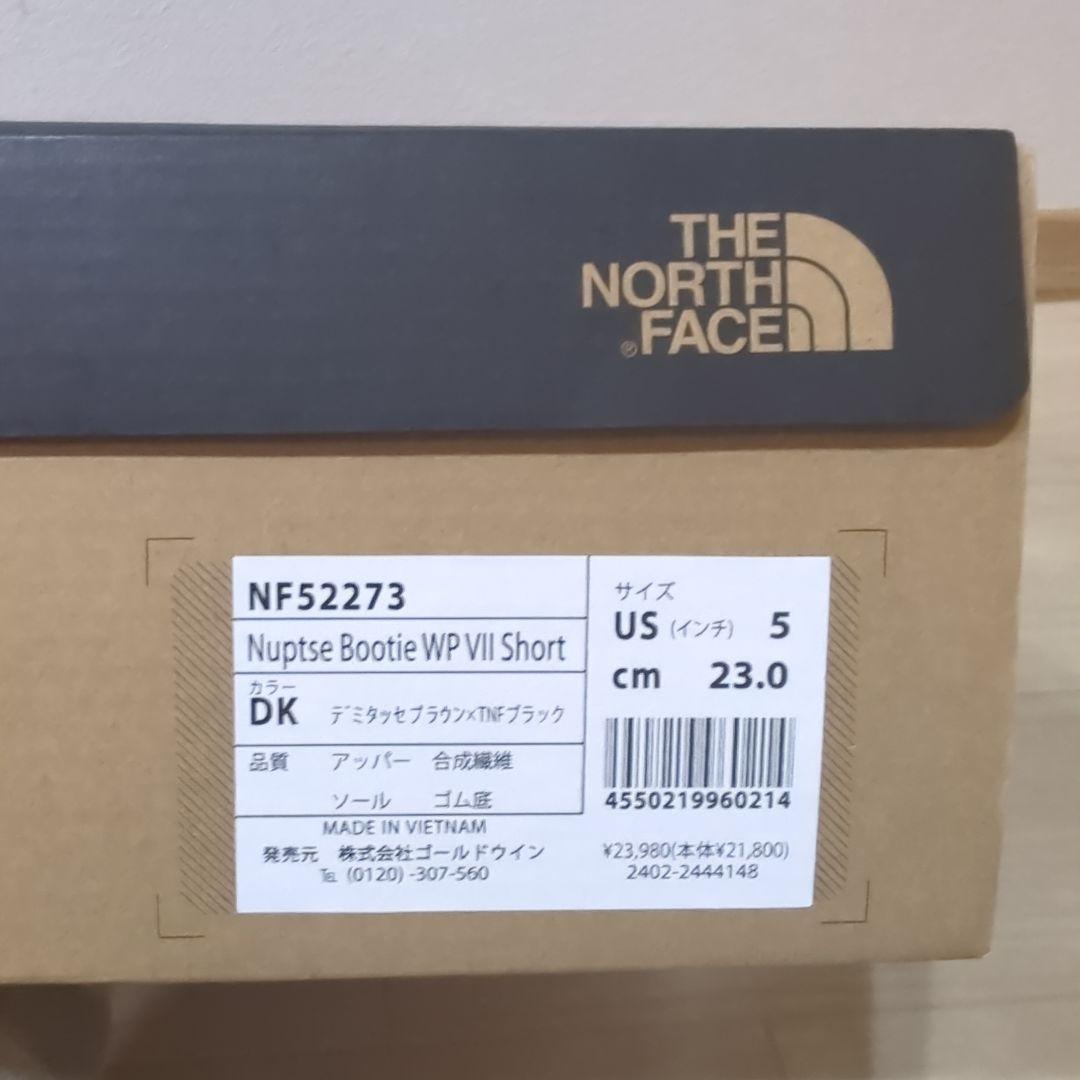 THE
NORTH
FACE
®
NF52273
Nuptse Bootie WP VII Short
カラー
DK デミタッセブラウン×TNFブラック
品質 アッパー 合成繊維
ソール ゴム底
MADE IN VIETNAM
発売元 株式会社ゴールドウイン
TEL (0120) -307-560
サイズ
US (インチ) 5
cm 23.0
4550219960214
¥23,980(本体¥21,800)
2402-2444148